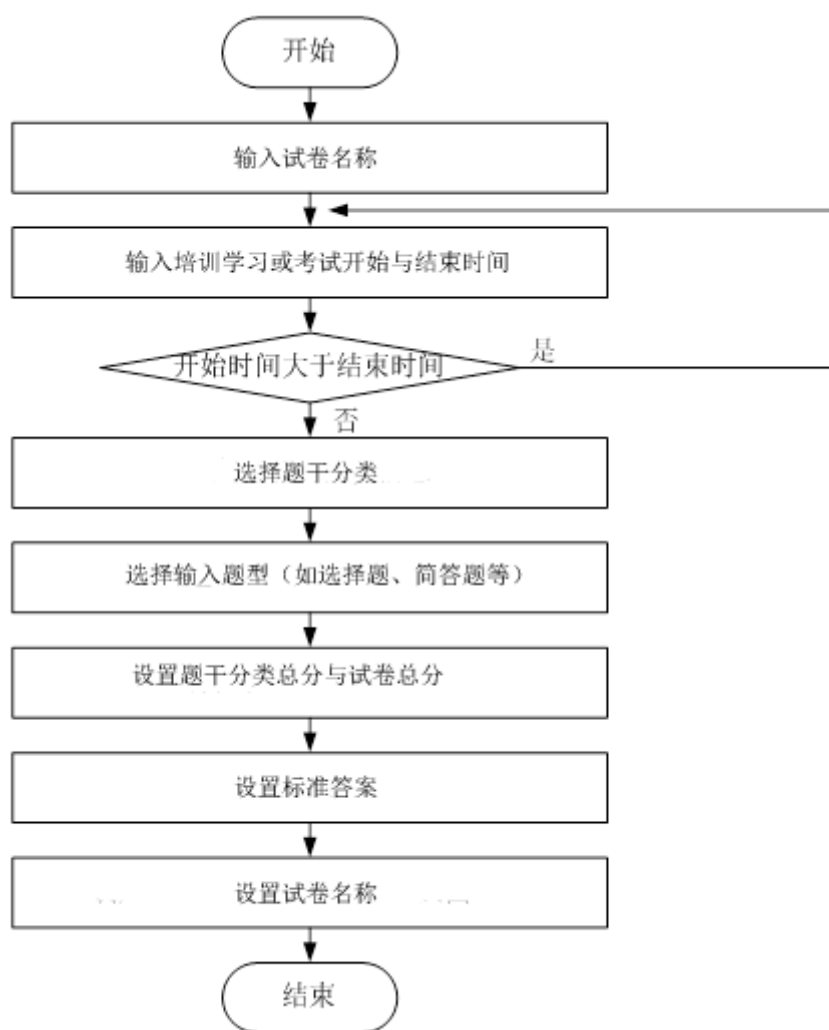 开始
输入试卷名称
输入培训学习或考试开始与结束时间
开始时间大于结束时间
是
否
选择题干分类
选择输入题型（如选择题、简答题等）
设置题干分类总分与试卷总分
设置标准答案
设置试卷名称
结束